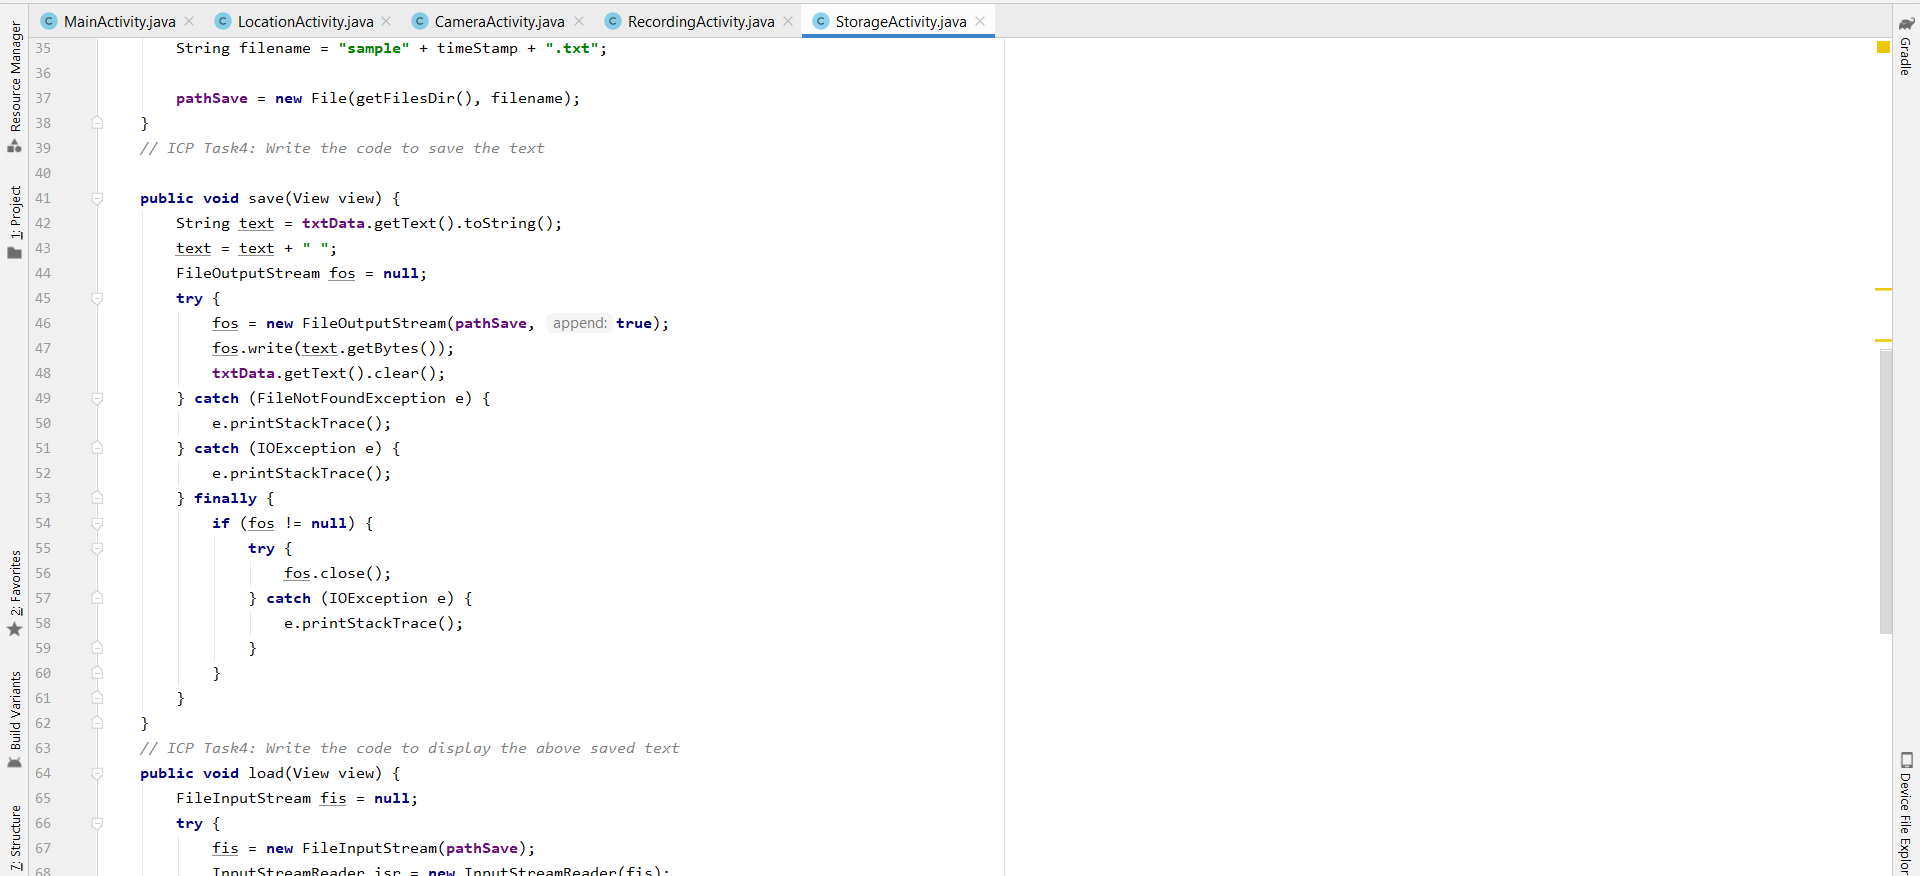 MainActivity.java LocationActivity.java CameraActivity.java RecordingActivity.java StorageActivity.java
Resource Manager
1: Project
2: Favorites
Build Variants
7: Structure
35 String filename = "sample" + timeStamp + ".txt";
36
37 pathSave = new File(getFilesDir(), filename);
38 }
39 // ICP Task4: Write the code to save the text
40
41 public void save(View view) {
42 String text = txtData.getText().toString();
43 text = text + " ";
44 FileOutputStream fos = null;
45 try {
46 fos = new FileOutputStream(pathSave, append: true);
47 fos.write(text.getBytes());
48 txtData.getText().clear();
49 } catch (FileNotFoundException e) {
50 e.printStackTrace();
51 } catch (IOException e) {
52 e.printStackTrace();
53 } finally {
54 if (fos != null) {
55 try {
56 fos.close();
57 } catch (IOException e) {
58 e.printStackTrace();
59 }
60 }
61 }
62 }
63 // ICP Task4: Write the code to display the above saved text
64 public void load(View view) {
65 FileInputStream fis = null;
66 try {
67 fis = new FileInputStream(pathSave);
68 InputStreamReader isr = new InputStreamReader(fis);
Gradle
Device File Explor